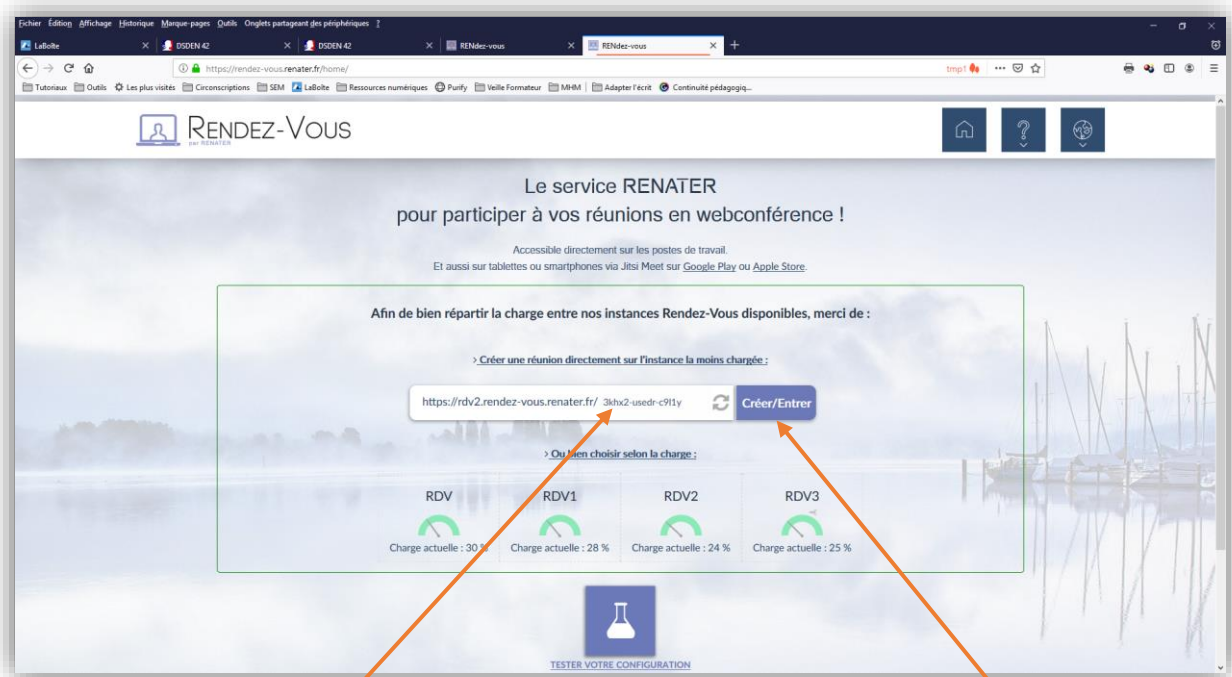 Fichier Édition Affichage Historique Marque-pages Outils Onglets partageant des périphériques ?
LaBoîte DSDEN 42 DSDEN 42 RENdez-vous RENdez-vous
https://rendez-vous.renater.fr/home/ tmp1
Tutoriaux Outils Les plus visités Circonscriptions SEM LaBoîte Ressources numériques Purify Veille Formateur MHM Adapter l'écrit Continuité pédagogiq...
RENDEZ-VOUS
par RENATER
Le service RENATER
pour participer à vos réunions en webconférence !
Accessible directement sur les postes de travail.
Et aussi sur tablettes ou smartphones via Jitsi Meet sur Google Play ou Apple Store.
Afin de bien répartir la charge entre nos instances Rendez-Vous disponibles, merci de :
> Créer une réunion directement sur l'instance la moins chargée :
https://rdv2.rendez-vous.renater.fr/ 3khx2-usedr-c9l1y Créer/Entrer
> Ou bien choisir selon la charge :
RDV RDV1 RDV2 RDV3
Charge actuelle : 30 % Charge actuelle : 28 % Charge actuelle : 24 % Charge actuelle : 25 %
TESTER VOTRE CONFIGURATION